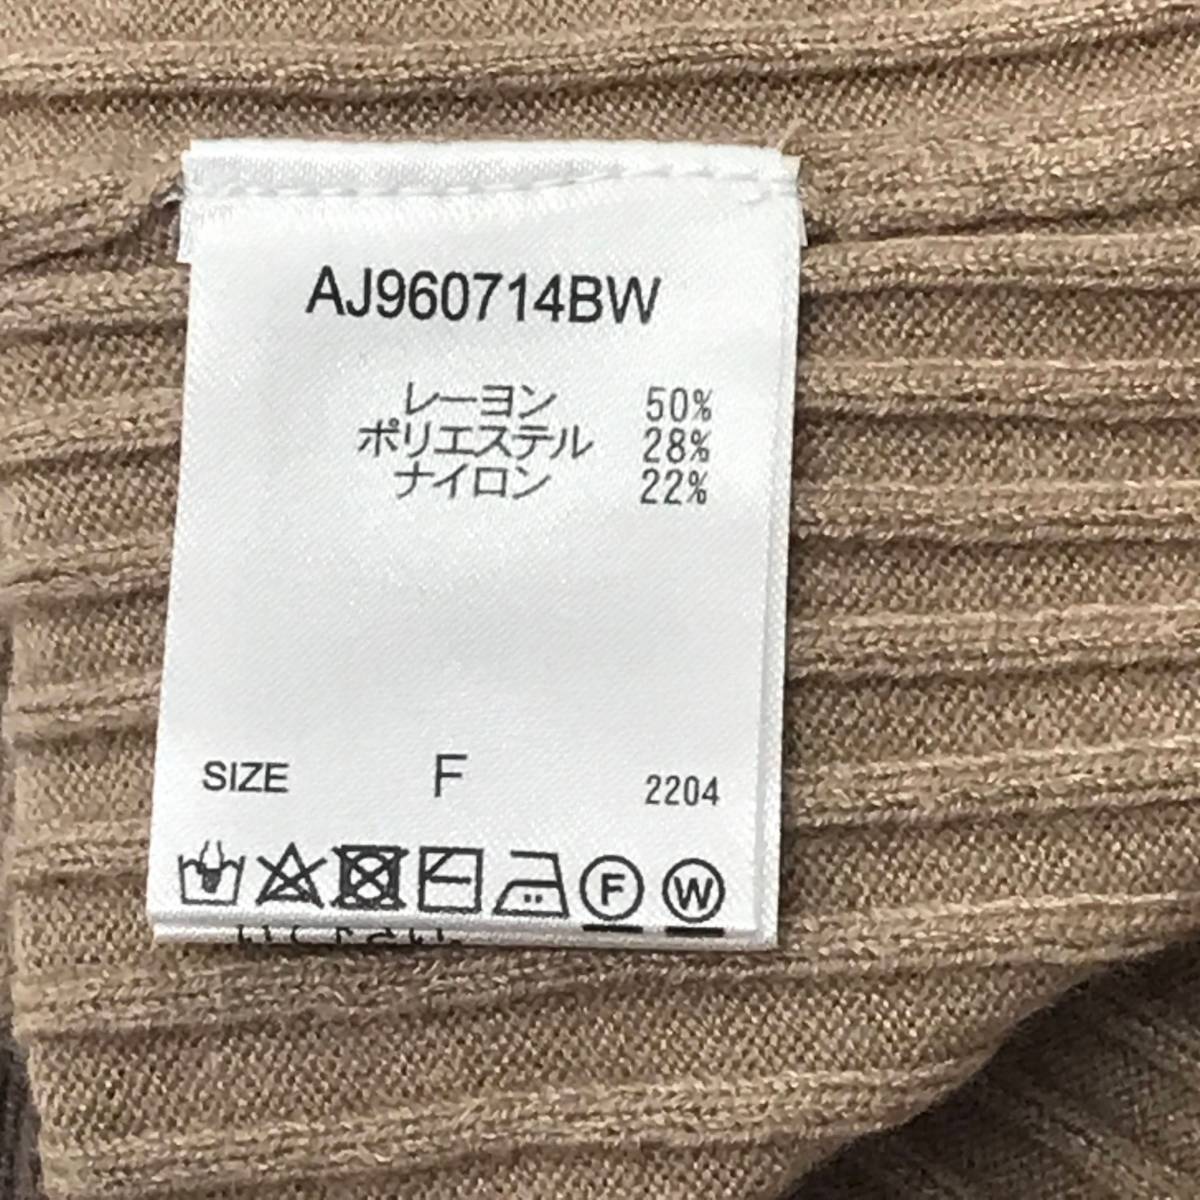 AJ960714BW
レーヨン 50%
ポリエステル 28%
ナイロン 22%
SIZE F 2204
F W